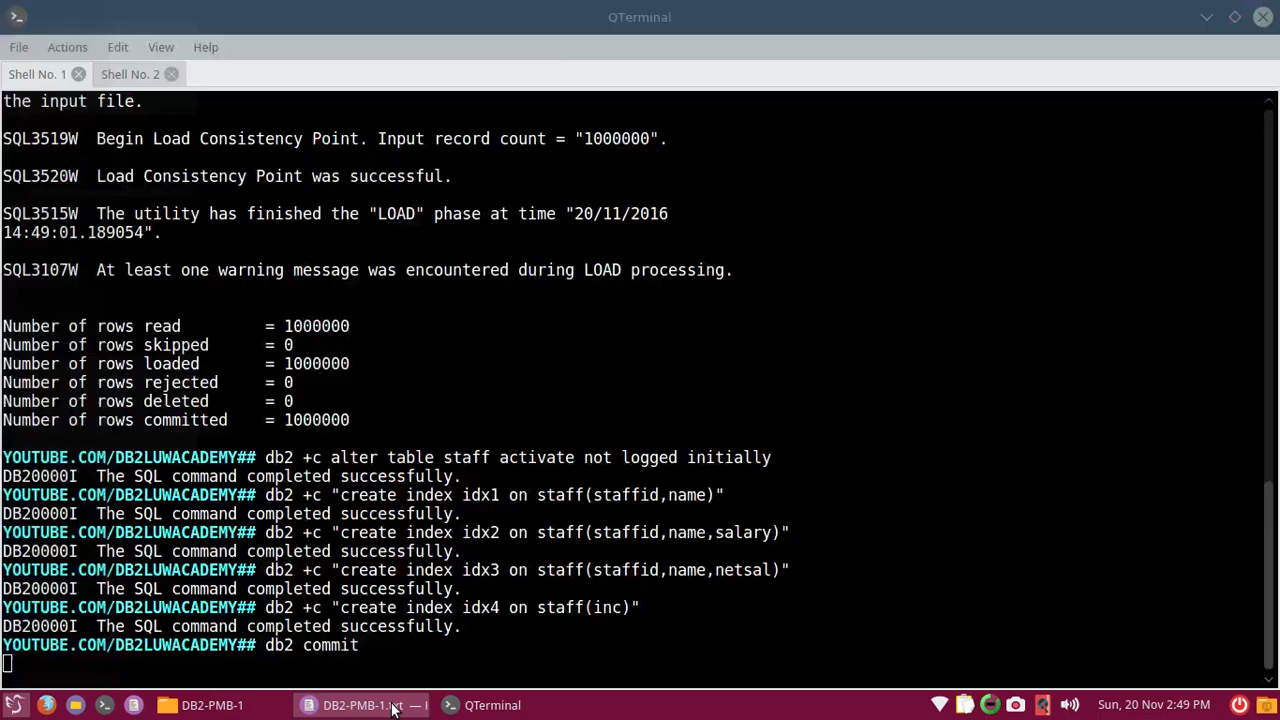 QTerminal
File Actions Edit View Help
Shell No. 1 Shell No. 2
the input file.
SQL3519W  Begin Load Consistency Point. Input record count = "1000000".
SQL3520W  Load Consistency Point was successful.
SQL3515W  The utility has finished the "LOAD" phase at time "20/11/2016
14:49:01.189054".
SQL3107W  At least one warning message was encountered during LOAD processing.
Number of rows read         = 1000000
Number of rows skipped      = 0
Number of rows loaded       = 1000000
Number of rows rejected     = 0
Number of rows deleted      = 0
Number of rows committed    = 1000000
YOUTUBE.COM/DB2LUWACADEMY## db2 +c alter table staff activate not logged initially
DB20000I  The SQL command completed successfully.
YOUTUBE.COM/DB2LUWACADEMY## db2 +c "create index idx1 on staff(staffid,name)"
DB20000I  The SQL command completed successfully.
YOUTUBE.COM/DB2LUWACADEMY## db2 +c "create index idx2 on staff(staffid,name,salary)"
DB20000I  The SQL command completed successfully.
YOUTUBE.COM/DB2LUWACADEMY## db2 +c "create index idx3 on staff(staffid,name,netsal)"
DB20000I  The SQL command completed successfully.
YOUTUBE.COM/DB2LUWACADEMY## db2 +c "create index idx4 on staff(inc)"
DB20000I  The SQL command completed successfully.
YOUTUBE.COM/DB2LUWACADEMY## db2 commit
DB2-PMB-1 DB2-PMB-1.txt — QTerminal Sun, 20 Nov 2:49 PM